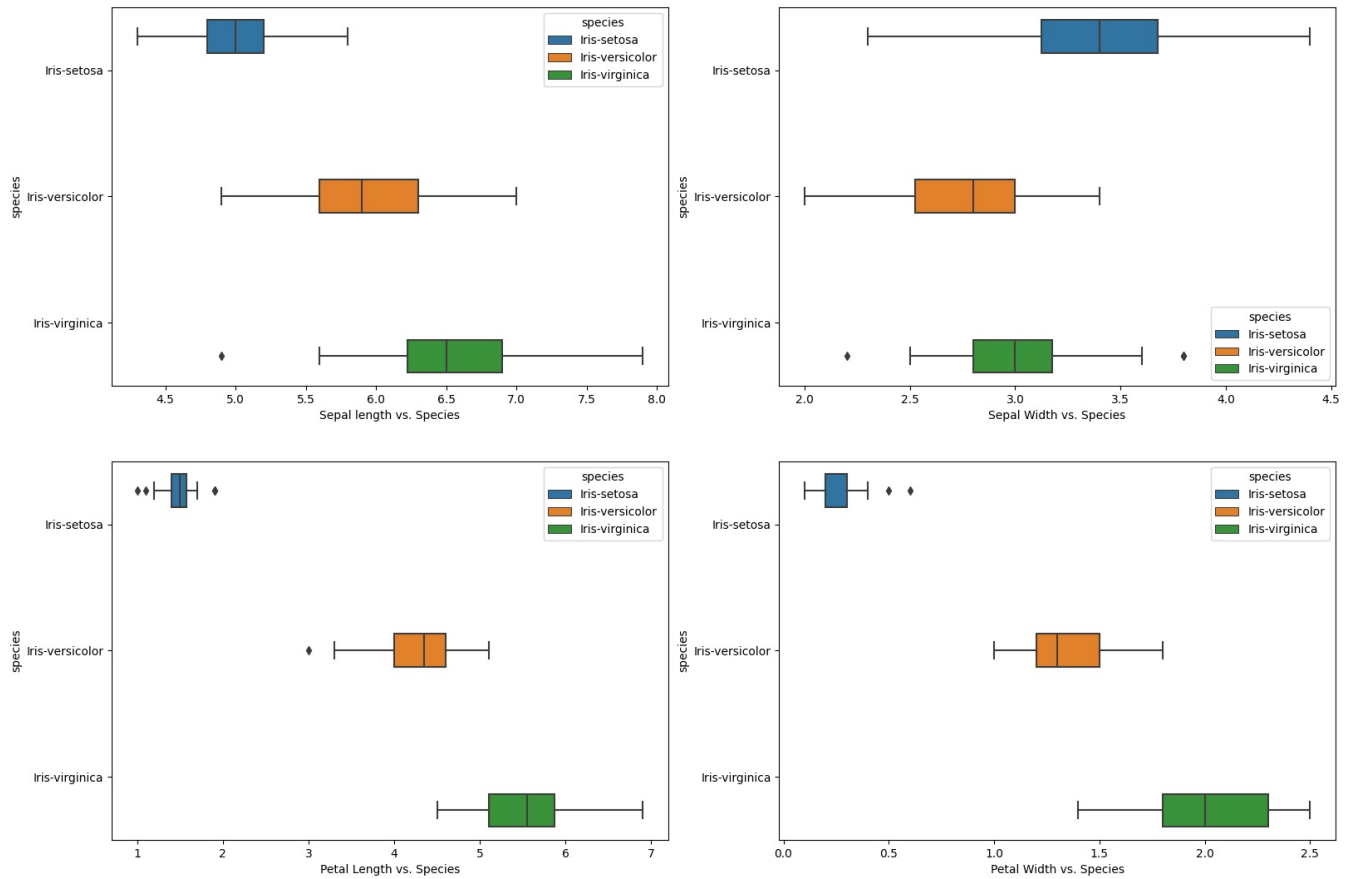 species
Iris-setosa
Iris-versicolor
Iris-virginica
Iris-setosa
Iris-versicolor
Iris-virginica
species
4.5 5.0 5.5 6.0 6.5 7.0 7.5 8.0
Sepal length vs. Species
Iris-setosa
Iris-versicolor
Iris-virginica
species
species
Iris-setosa
Iris-versicolor
Iris-virginica
2.0 2.5 3.0 3.5 4.0 4.5
Sepal Width vs. Species
species
Iris-setosa
Iris-versicolor
Iris-virginica
Iris-setosa
Iris-versicolor
Iris-virginica
species
1 2 3 4 5 6 7
Petal Length vs. Species
species
Iris-setosa
Iris-versicolor
Iris-virginica
Iris-setosa
Iris-versicolor
Iris-virginica
species
0.0 0.5 1.0 1.5 2.0 2.5
Petal Width vs. Species